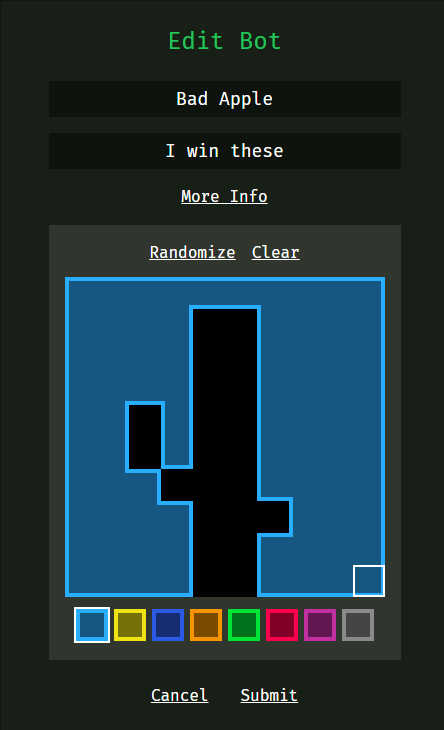 Edit Bot
Bad Apple
I win these
More Info
Randomize Clear
Cancel Submit